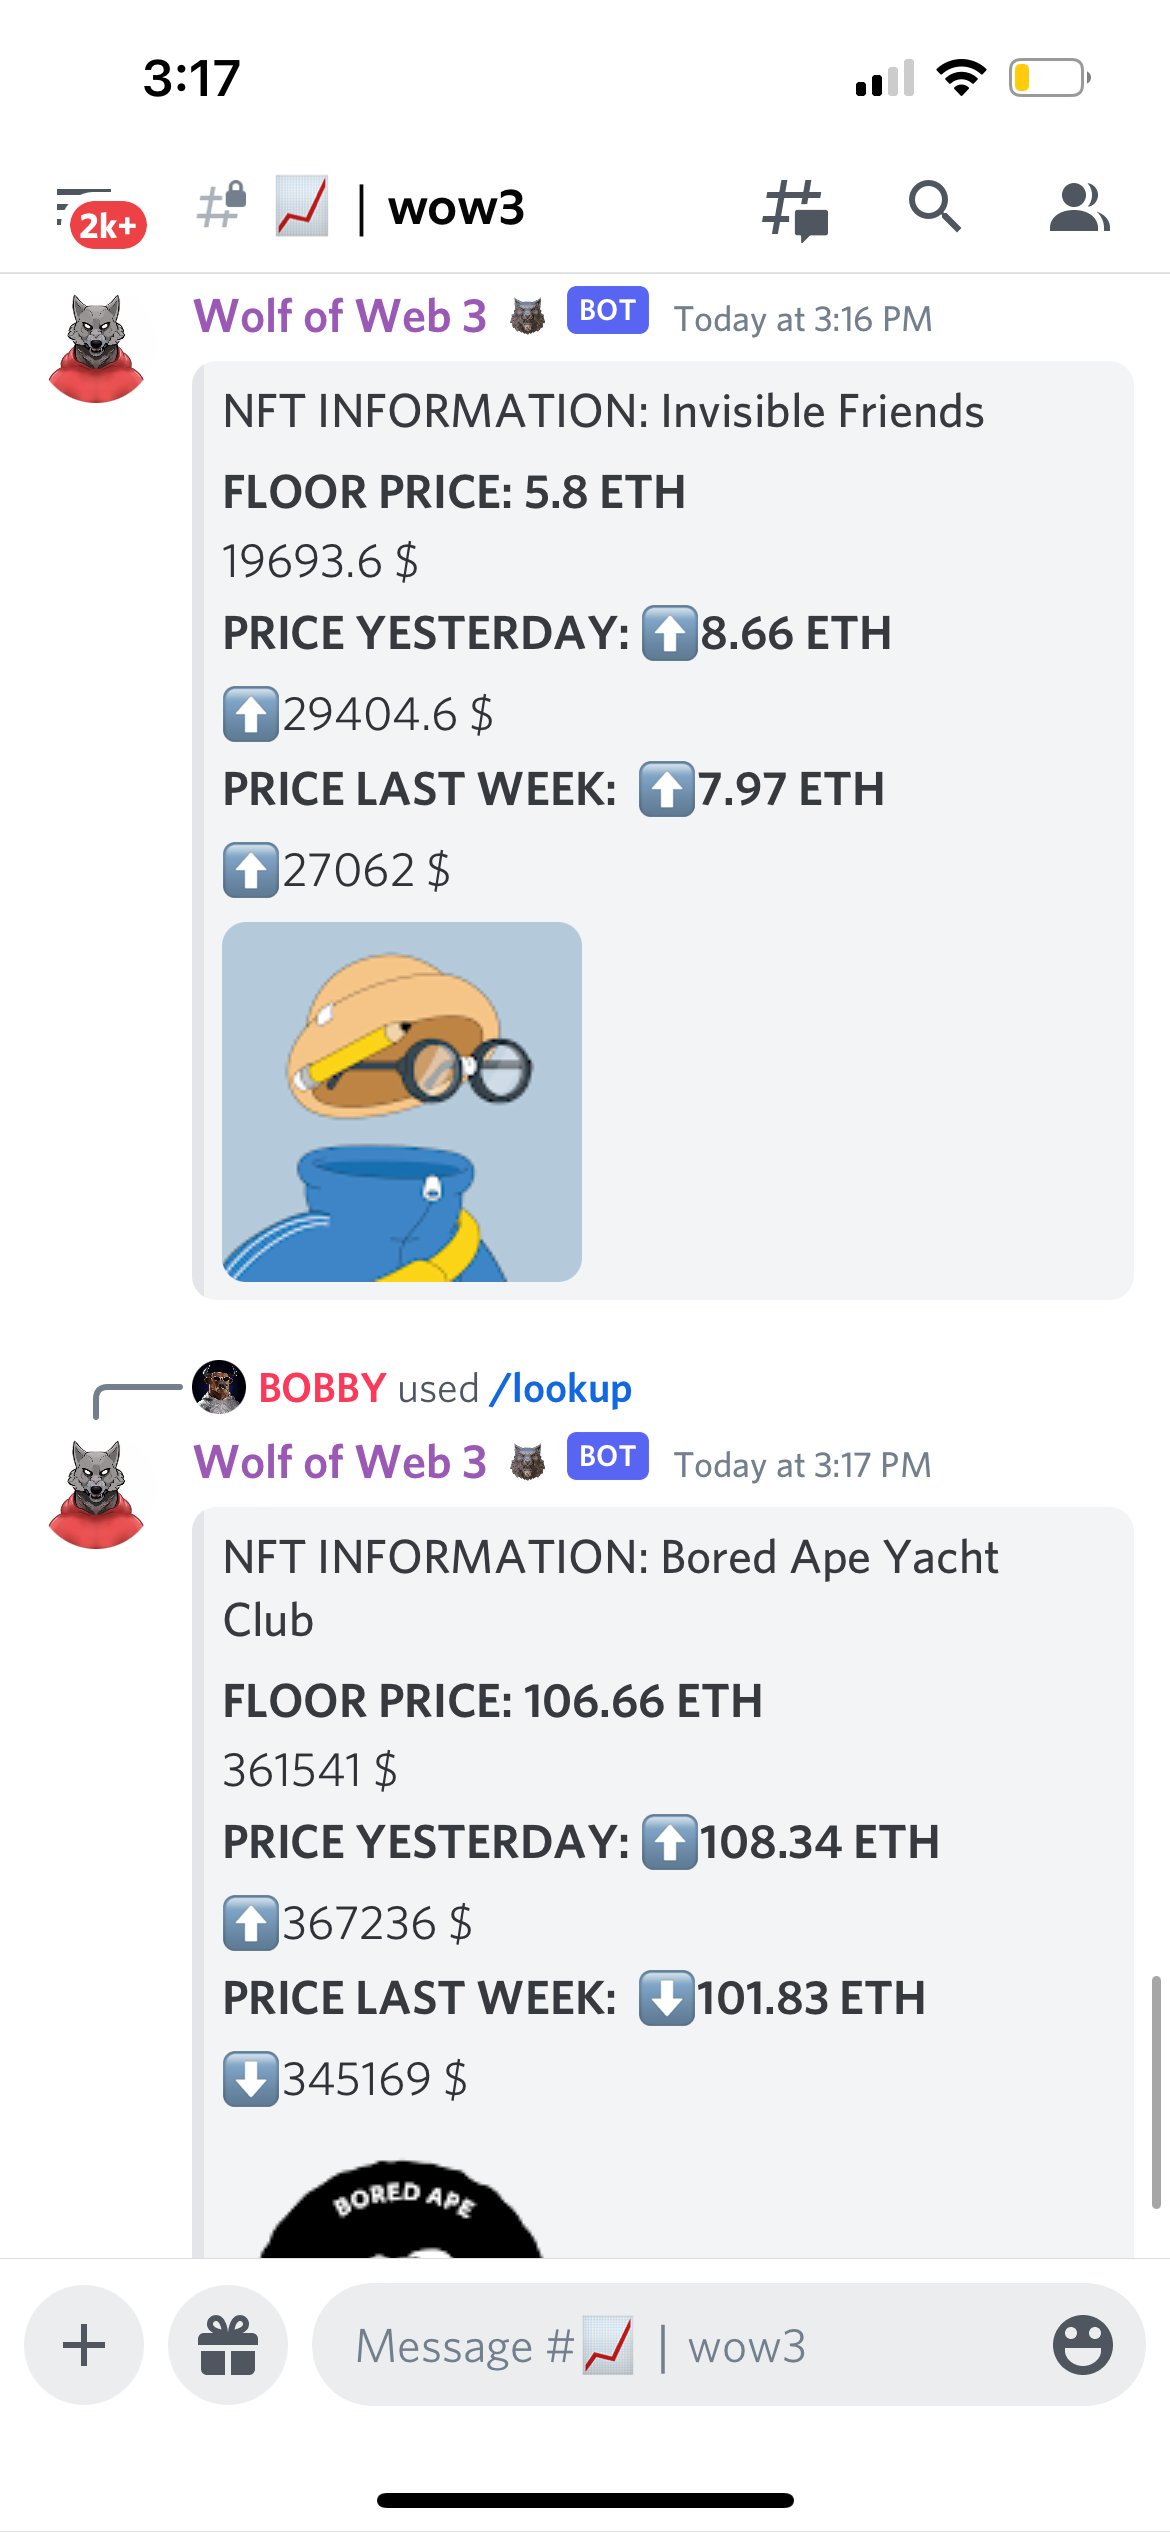 3:17
2k+
# 📈 | wow3
Wolf of Web 3 BOT Today at 3:16 PM
NFT INFORMATION: Invisible Friends
FLOOR PRICE: 5.8 ETH
19693.6 $
PRICE YESTERDAY: ⬆️8.66 ETH
⬆️29404.6 $
PRICE LAST WEEK: ⬆️7.97 ETH
⬆️27062 $
BOBBY used /lookup
Wolf of Web 3 BOT Today at 3:17 PM
NFT INFORMATION: Bored Ape Yacht
Club
FLOOR PRICE: 106.66 ETH
361541 $
PRICE YESTERDAY: ⬆️108.34 ETH
⬆️367236 $
PRICE LAST WEEK: ⬇️101.83 ETH
⬇️345169 $
BORED APE
Message #📈 | wow3